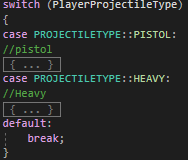 switch (PlayerProjectileType)
{
case PROJECTILETYPE::PISTOL:
//pistol
{ ... }
case PROJECTILETYPE::HEAVY:
//Heavy
{ ... }
default:
break;
}